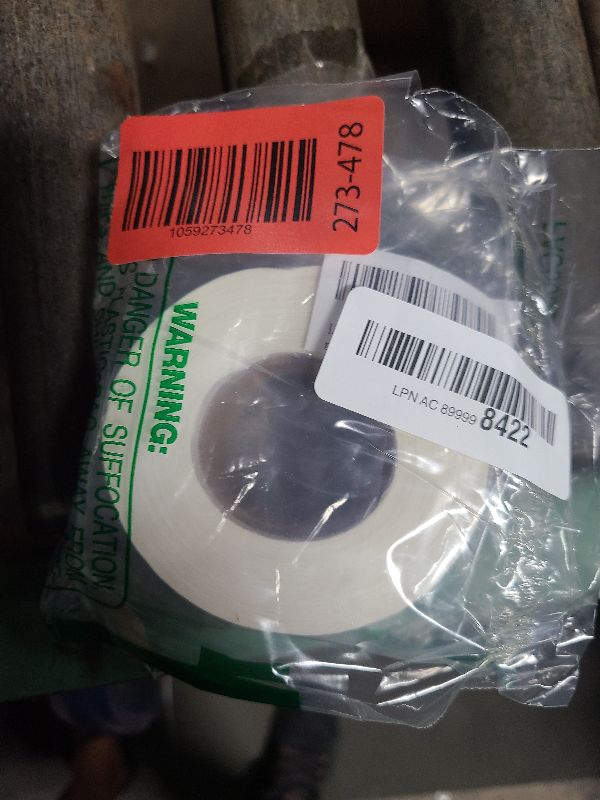 1059273478
273-478
LPN AC 89999 8422
WARNING:
DANGER OF SUFFOCATION